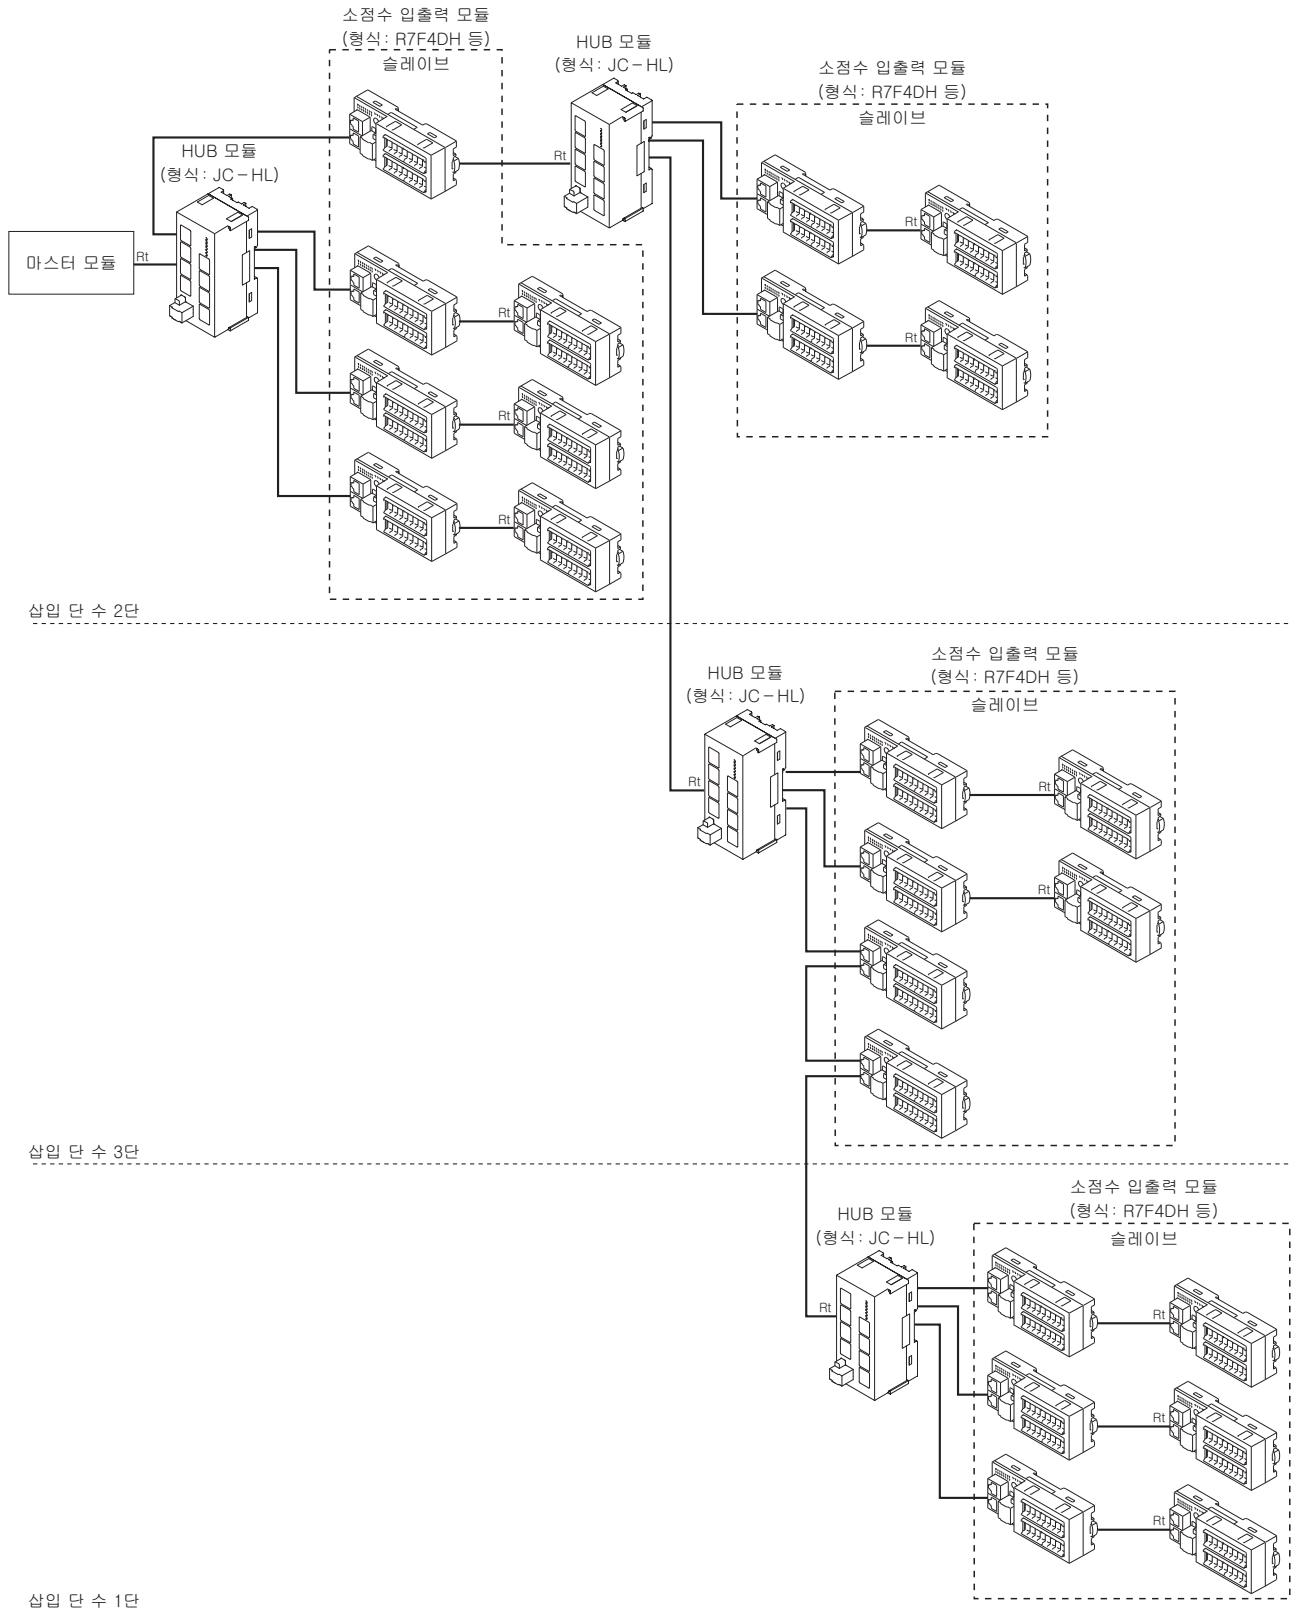 소점수 입출력 모듈
(형식: R7F4DH 등)
슬레이브
HUB 모듈
(형식: JC-HL)
소점수 입출력 모듈
(형식: R7F4DH 등)
슬레이브
HUB 모듈
(형식: JC-HL)
Rt
Rt
마스터 모듈
Rt
Rt
Rt
Rt
Rt
Rt
삽입 단 수 2단
소점수 입출력 모듈
(형식: R7F4DH 등)
슬레이브
HUB 모듈
(형식: JC-HL)
Rt
Rt
Rt
삽입 단 수 3단
소점수 입출력 모듈
(형식: R7F4DH 등)
슬레이브
HUB 모듈
(형식: JC-HL)
Rt
Rt
Rt
Rt
삽입 단 수 1단